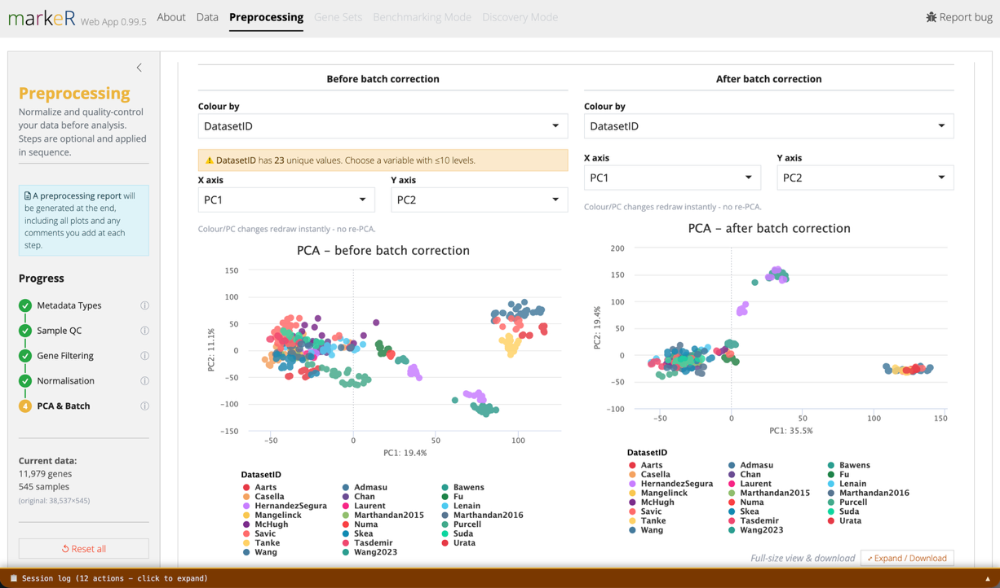 markeR Web App 0.99.5 About Data Preprocessing Gene Sets Benchmarking Mode Discovery Mode Report bug
Preprocessing
Normalize and quality-control
your data before analysis.
Steps are optional and applied
in sequence.
A preprocessing report will
be generated at the end,
including all plots and any
comments you add at each
step.
Progress
Metadata Types
Sample QC
Gene Filtering
Normalisation
4 PCA & Batch
Current data:
11,979 genes
545 samples
(original: 38,537×545)
Reset all
Before batch correction
Colour by
DatasetID
DatasetID has 23 unique values. Choose a variable with ≤10 levels.
X axis Y axis
PC1 PC2
Colour/PC changes redraw instantly - no re-PCA.
PCA – before batch correction
150
100
50
0
−50
−100
−150
PC2: 11.1%
−50 0 50 100
PC1: 19.4%
DatasetID
Aarts Admasu Bawens
Casella Chan Fu
HernandezSegura Laurent Lenain
Mangelinck Marthandan2015 Marthandan2016
McHugh Numa Purcell
Savic Skea Suda
Tanke Tasdemir Urata
Wang Wang2023
After batch correction
Colour by
DatasetID
X axis Y axis
PC1 PC2
Colour/PC changes redraw instantly - no re-PCA.
PCA – after batch correction
200
150
100
50
0
−50
−100
PC2: 19.4%
−50 0 50 100 150
PC1: 35.5%
DatasetID
Aarts Admasu Bawens
Casella Chan Fu
HernandezSegura Laurent Lenain
Mangelinck Marthandan2015 Marthandan2016
McHugh Numa Purcell
Savic Skea Suda
Tanke Tasdemir Urata
Wang Wang2023
Full-size view & download Expand / Download
Session log (12 actions – click to expand)